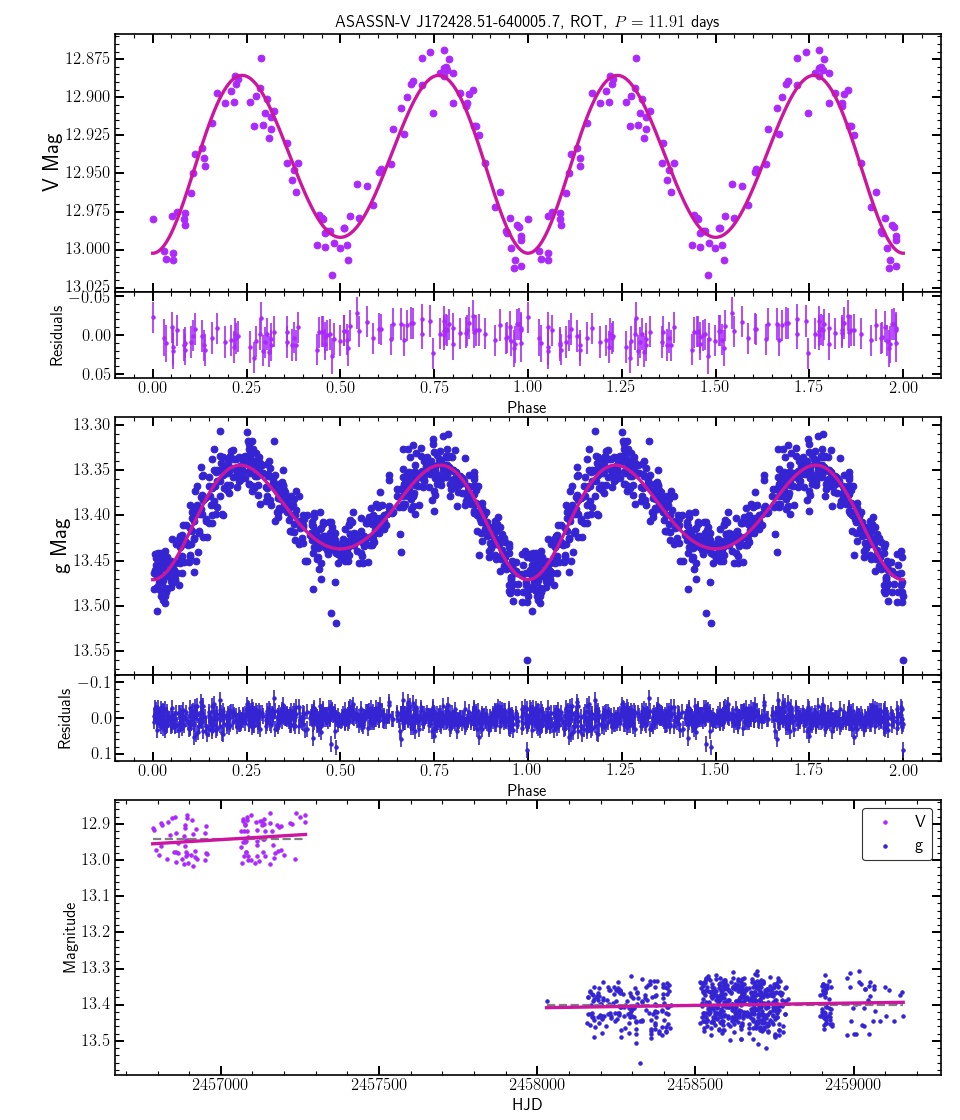 ASASSN-V J172428.51-640005.7, ROT, P = 11.91 days
V Mag
12.875
12.900
12.925
12.950
12.975
13.000
13.025
Residuals
−0.05
0.00
0.05
0.00 0.25 0.50 0.75 1.00 1.25 1.50 1.75 2.00
Phase
g Mag
13.30
13.35
13.40
13.45
13.50
13.55
Residuals
−0.1
0.0
0.1
0.00 0.25 0.50 0.75 1.00 1.25 1.50 1.75 2.00
Phase
Magnitude
12.9
13.0
13.1
13.2
13.3
13.4
13.5
V
g
2457000 2457500 2458000 2458500 2459000
HJD